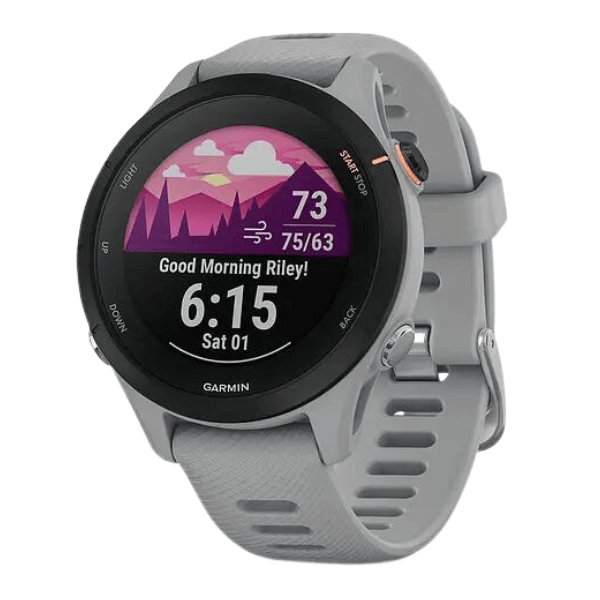 LIGHT
START STOP
73
75/63
UP
Good Morning Riley!
6:15
DOWN
BACK
Sat 01
GARMIN